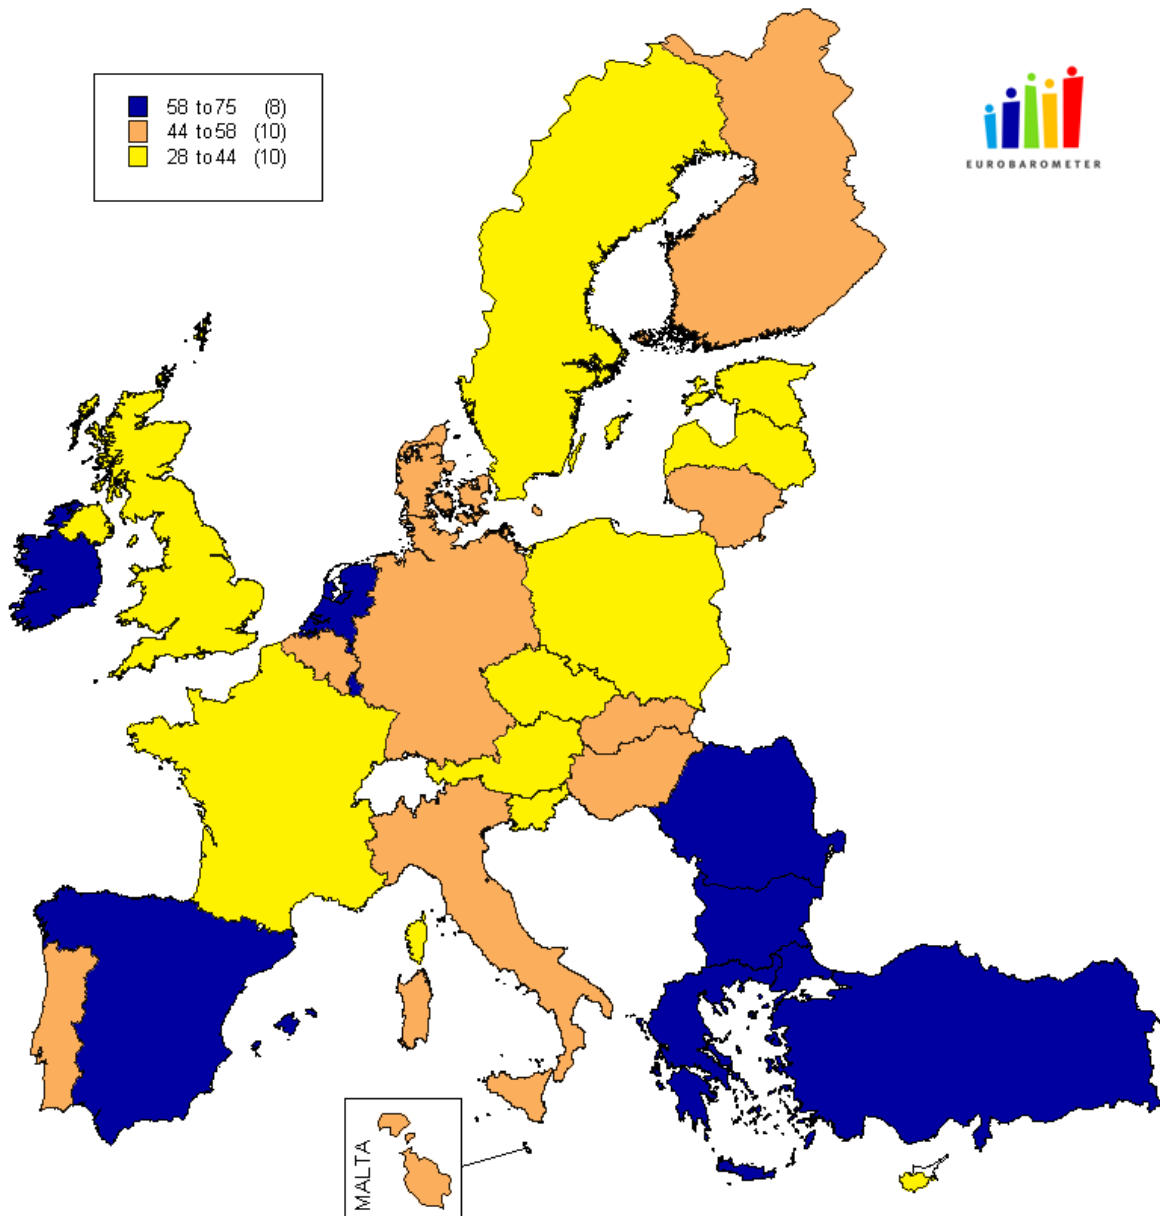 58 to 75 (8)
44 to 58 (10)
28 to 44 (10)
EUROBAROMETER
MALTA